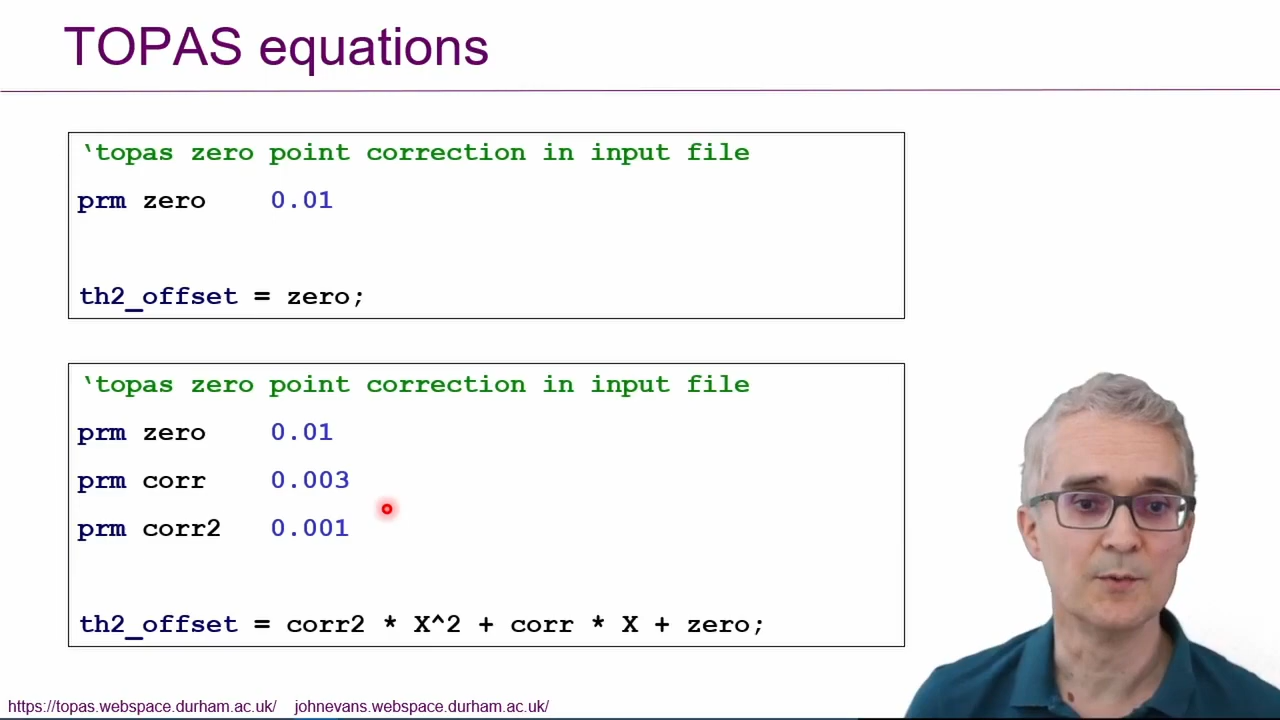 TOPAS equations
‘topas zero point correction in input file
prm zero 0.01
th2_offset = zero;
‘topas zero point correction in input file
prm zero 0.01
prm corr 0.003
prm corr2 0.001
th2_offset = corr2 * X^2 + corr * X + zero;
https://topas.webspace.durham.ac.uk/ johnevans.webspace.durham.ac.uk/